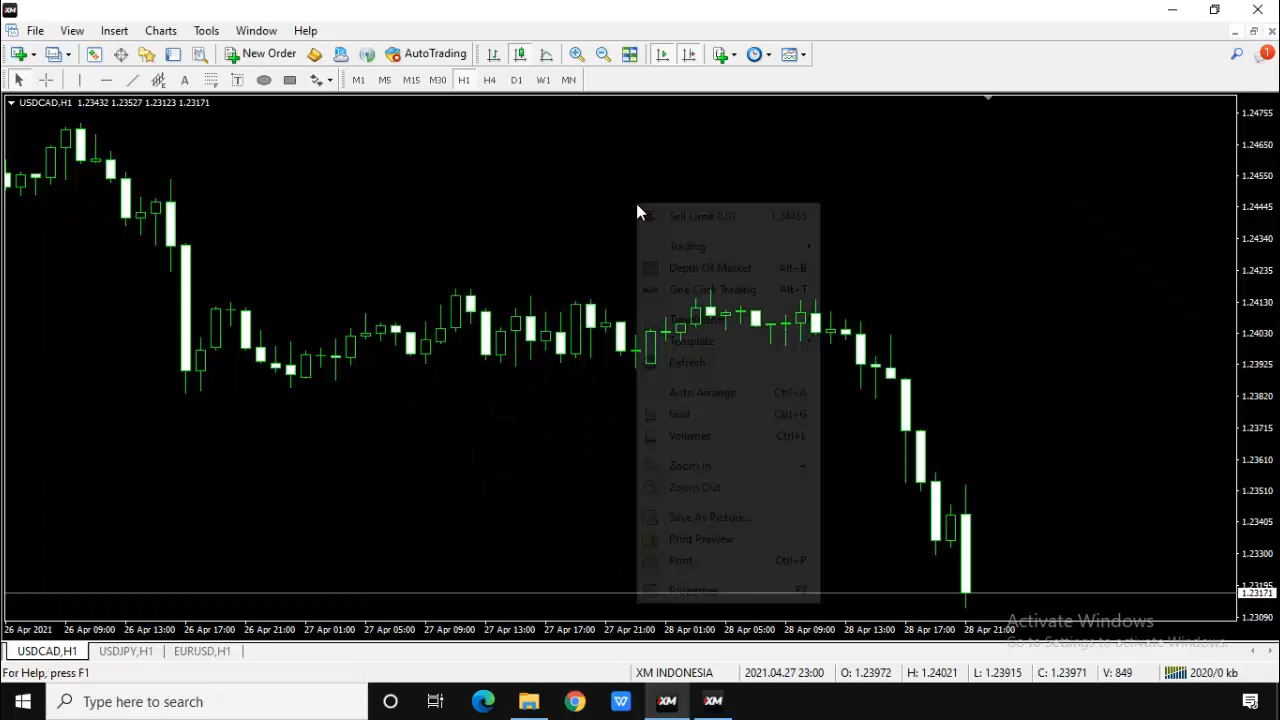 XM
File View Insert Charts Tools Window Help
New Order AutoTrading
A T M1 M5 M15 M30 H1 H4 D1 W1 MN
USDCAD,H1 1.23432 1.23527 1.23123 1.23171
1.24755
1.24650
1.24550
1.24445
1.24340
1.24235
1.24130
1.24030
1.23925
1.23820
1.23715
1.23610
1.23510
1.23405
1.23300
1.23195
1.23171
1.23090
Sell Limit 0.01
Trading
Depth Of Market Alt+B
One Click Trading Alt+T
Template
Refresh
Auto Arrange Ctrl+A
Grid Ctrl+G
Volumes Ctrl+L
Zoom In +
Zoom Out -
Save As Picture...
Print Preview
Print... Ctrl+P
Properties F8
26 Apr 2021 26 Apr 09:00 26 Apr 13:00 26 Apr 17:00 26 Apr 21:00 27 Apr 05:00 27 Apr 09:00 27 Apr 13:00 27 Apr 17:00 27 Apr 21:00 28 Apr 01:00 28 Apr 05:00 28 Apr 09:00 28 Apr 13:00 28 Apr 17:00 28 Apr 21:00
Activate Windows
Go to Settings to activate Windows.
USDCAD,H1 USDJPY,H1 EURUSD,H1
For Help, press F1 XM INDONESIA 2021.04.27 23:00 O: 1.23972 H: 1.24021 L: 1.23915 C: 1.23971 V: 849 2020/0 kb
Type here to search XM XM